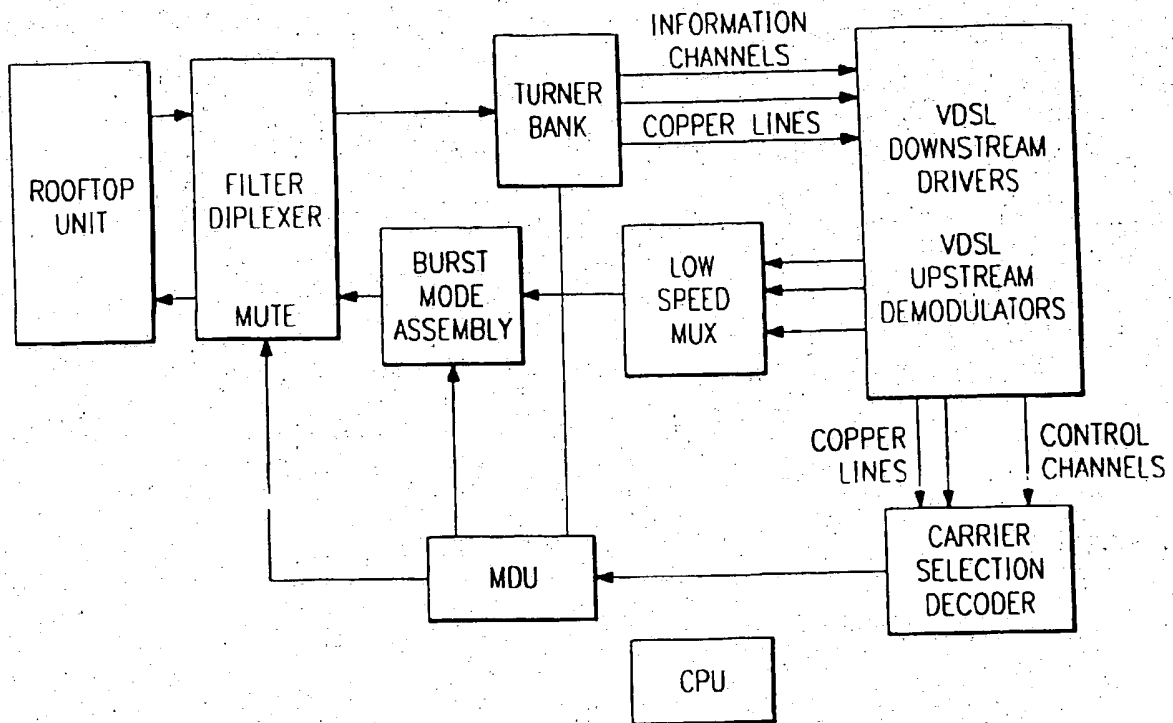 INFORMATION
CHANNELS
ROOFTOP
UNIT
FILTER
DIPLEXER
MUTE
TURNER
BANK
COPPER LINES
VDSL
DOWNSTREAM
DRIVERS
VDSL
UPSTREAM
DEMODULATORS
BURST
MODE
ASSEMBLY
LOW
SPEED
MUX
COPPER
LINES
CONTROL
CHANNELS
MDU
CARRIER
SELECTION
DECODER
CPU